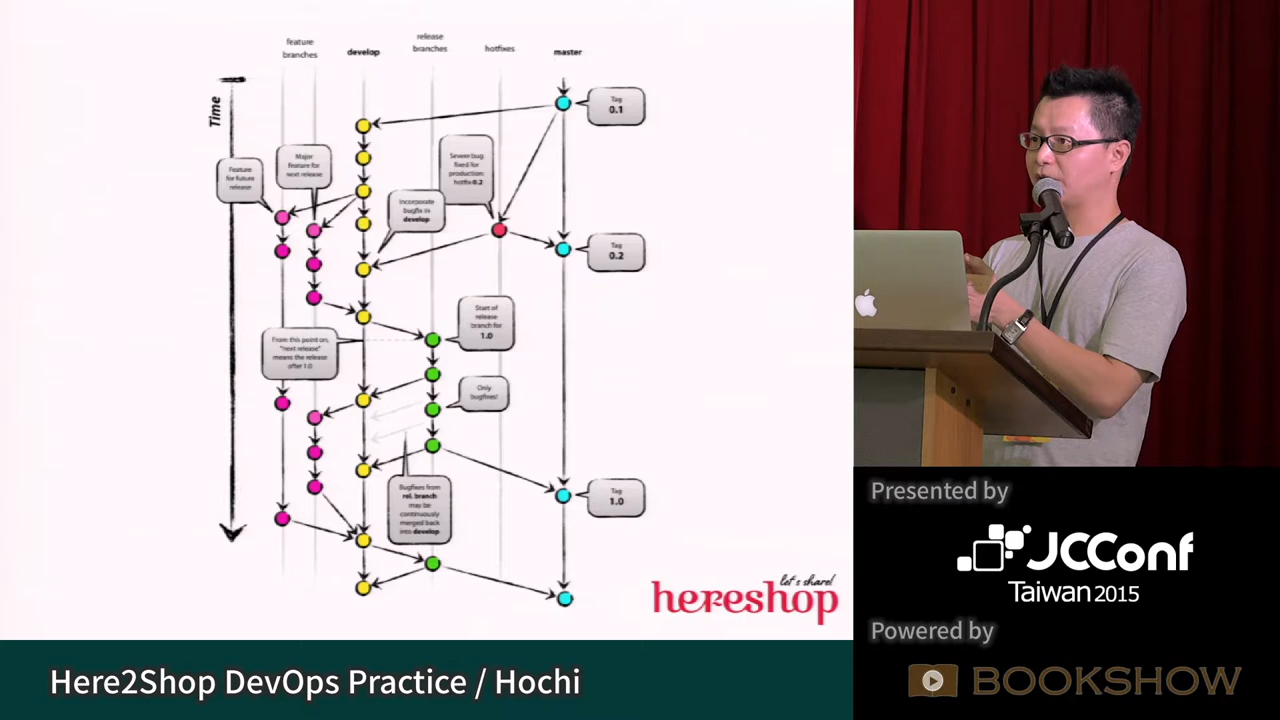 feature
branches
develop
release
branches
hotfixes
master
Time
Tag
0.1
Major
feature for
next release
Feature
for future
release
Severe bug
fixed for
production:
hotfix 0.2
Incorporate
bugfix in
develop
Tag
0.2
Start of
release
branch for
1.0
From this point on,
"next release"
means the release
after 1.0
Only
bugfixes!
Bugfixes from
rel. branch
may be
continuously
merged back
into develop
Tag
1.0
let's share!
hereshop
Here2Shop DevOps Practice / Hochi
Presented by
JCConf
Taiwan 2015
Powered by
BOOKSHOW